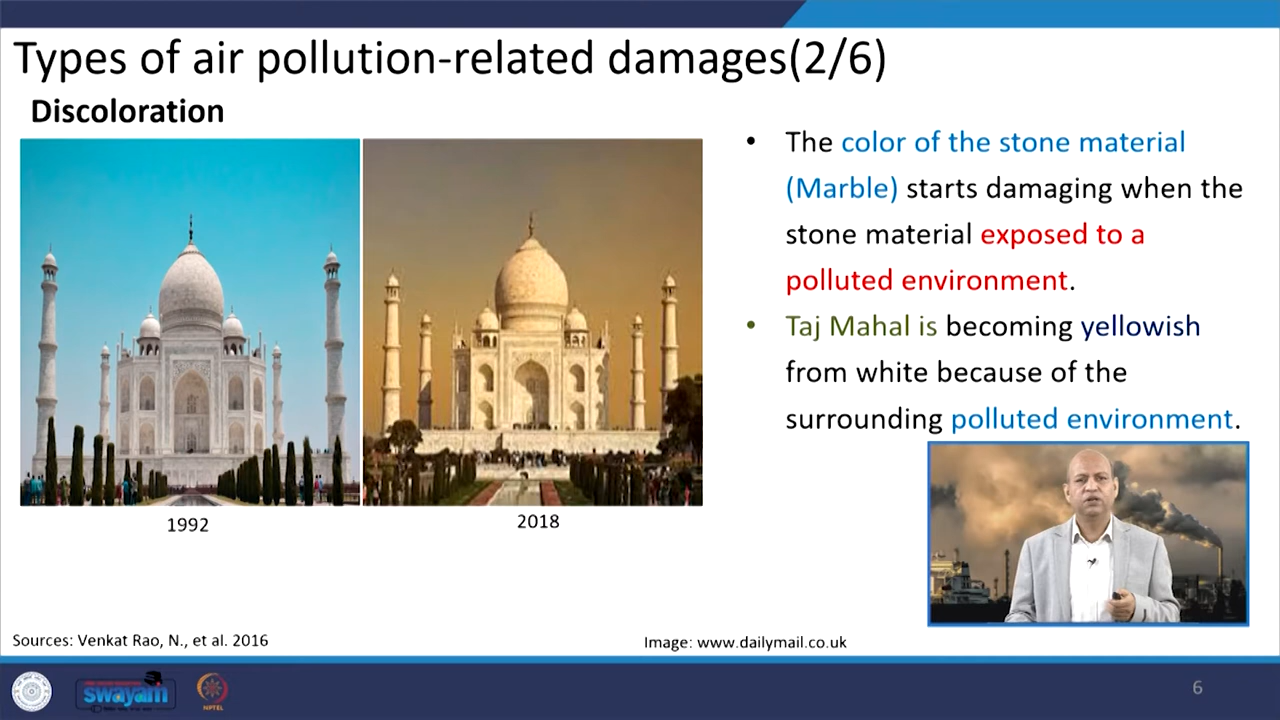 Types of air pollution-related damages(2/6)
Discoloration
• The color of the stone material
(Marble) starts damaging when the
stone material exposed to a
polluted environment.
• Taj Mahal is becoming yellowish
from white because of the
surrounding polluted environment.
1992
2018
Sources: Venkat Rao, N., et al. 2016
Image: www.dailymail.co.uk
swayam
NPTEL
6